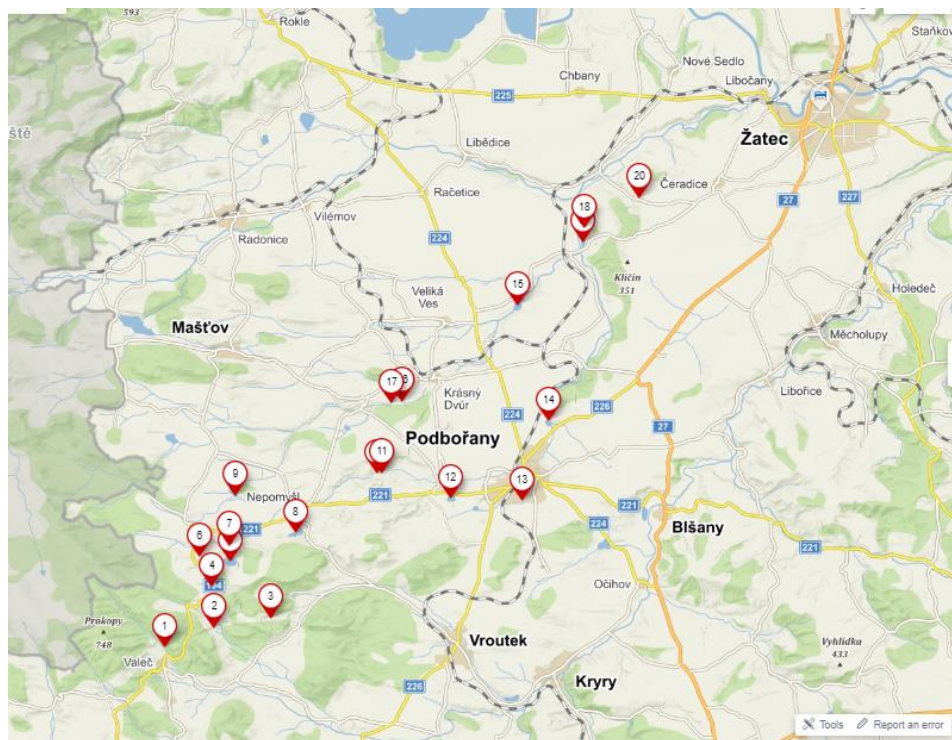 593
Rokle
Staňkov
Nové Sedlo
Libočany
Chbany
225
ště
Žatec
Libědice
20
Čeradice
Račetice
27
227
18
Vilémov
Radonice
224
Kličín
351
15
Veliká
Ves
Holedeč
Měcholupy
Mašťov
17
6
Krásný
Dvůr
Libořice
14
226
224
27
Podbořany
11
9
12
13
Nepomyšl
221
221
8
7
6
221
Blšany
224
221
4
194
Očihov
3
2
1
Prokopy
748
Valeč
Vroutek
Vyhlídka
433
Kryry
226
Tools
Report an error